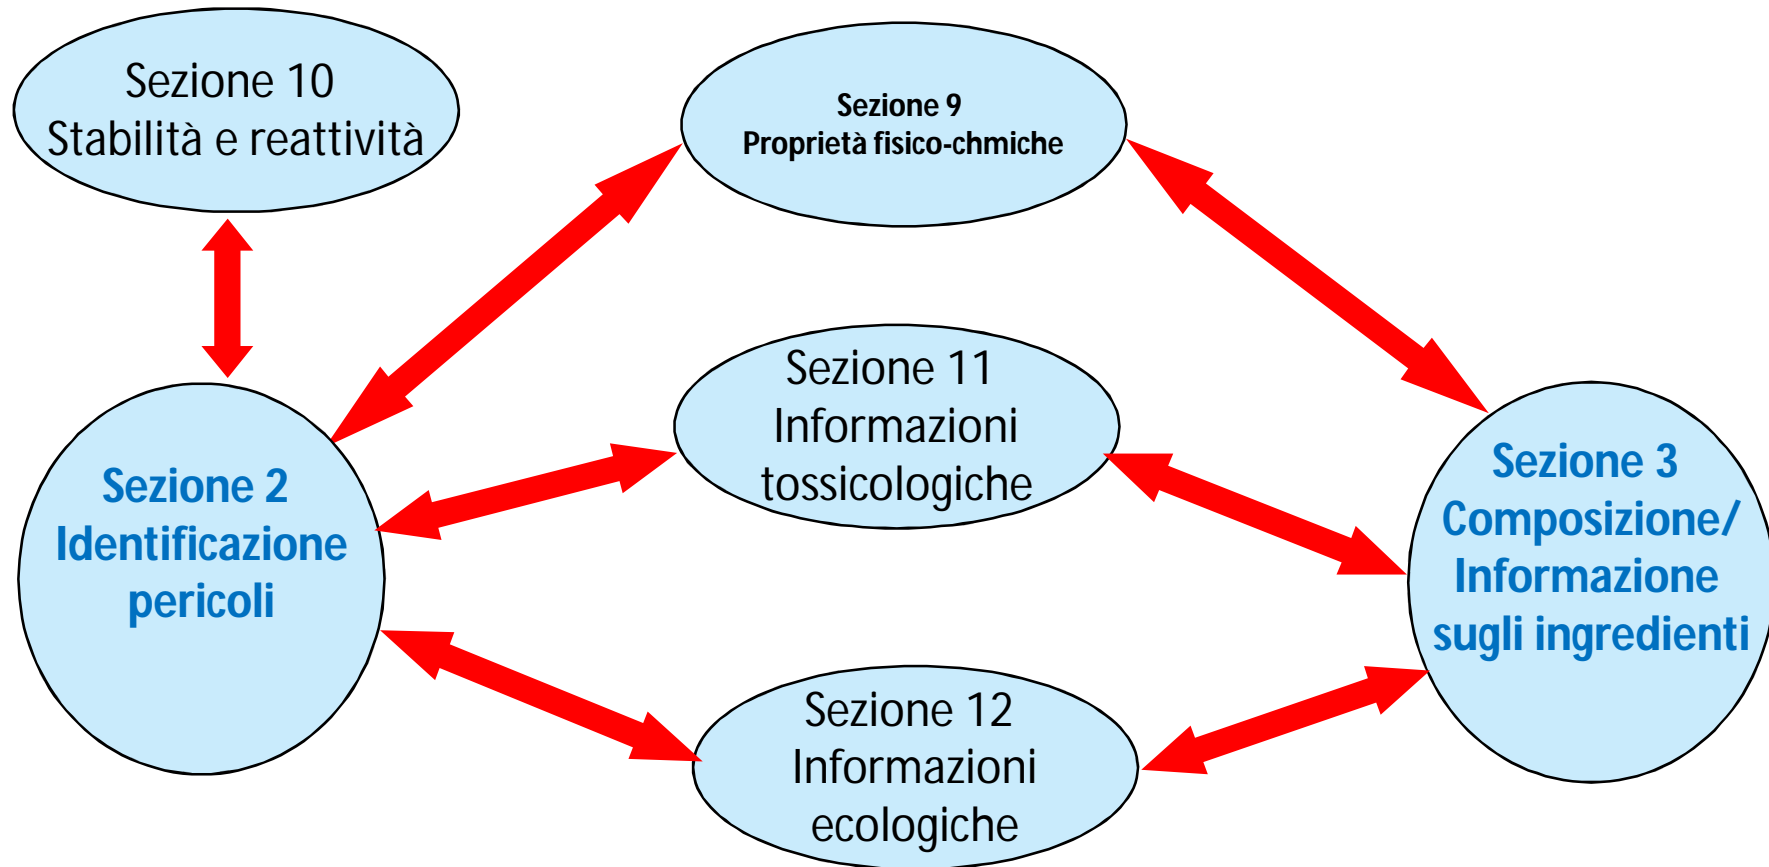 Sezione 10
Stabilità e reattività
Sezione 9
Proprietà fisico-chmiche
Sezione 11
Informazioni
tossicologiche
Sezione 2
Identificazione
pericoli
Sezione 3
Composizione/
Informazione
sugli ingredienti
Sezione 12
Informazioni
ecologiche